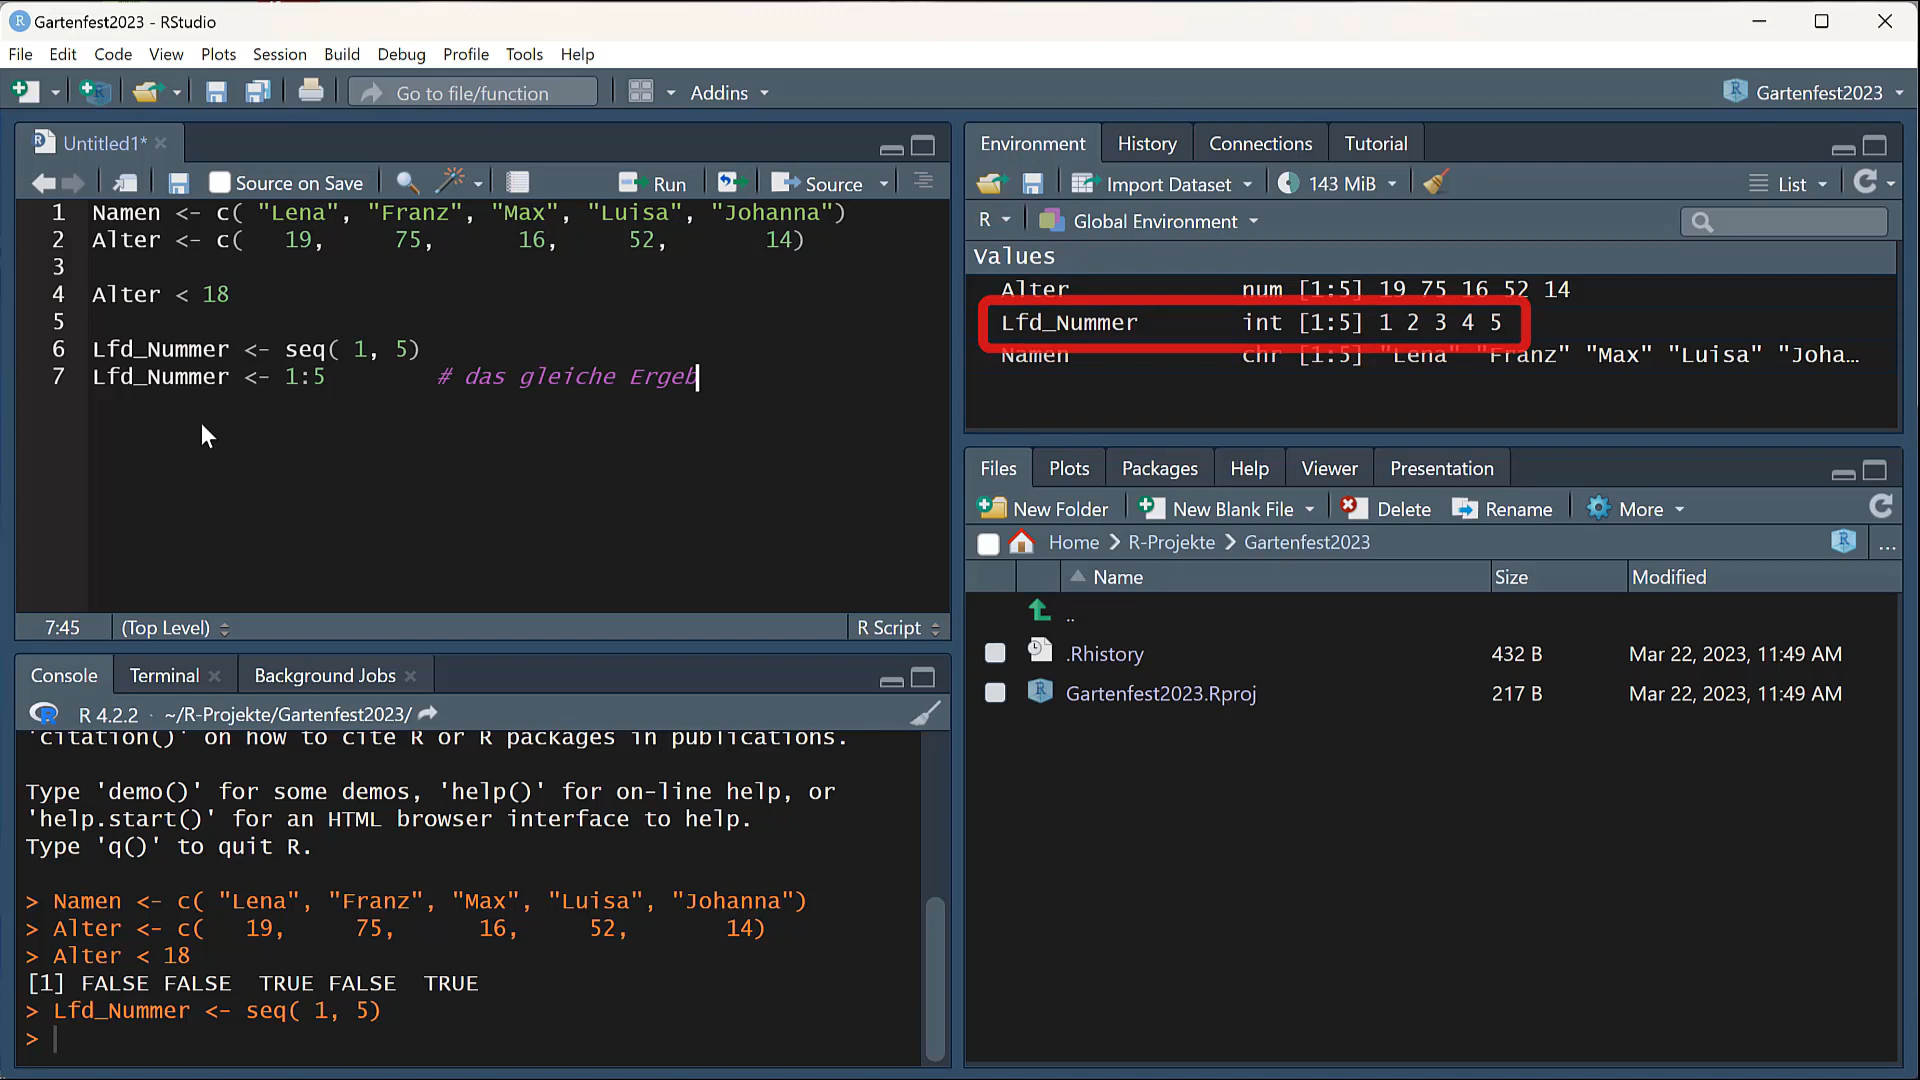 Gartenfest2023 - RStudio
File Edit Code View Plots Session Build Debug Profile Tools Help
Go to file/function Addins Gartenfest2023
Untitled1*
Source on Save Run Source
1 Namen <- c( "Lena", "Franz", "Max", "Luisa", "Johanna")
2 Alter <- c( 19, 75, 16, 52, 14)
3
4 Alter < 18
5
6 Lfd_Nummer <- seq( 1, 5)
7 Lfd_Nummer <- 1:5 # das gleiche Ergeb
7:45 (Top Level) R Script
Console Terminal Background Jobs
R 4.2.2 · ~/R-Projekte/Gartenfest2023/
'citation()' on how to cite R or R packages in publications.
Type 'demo()' for some demos, 'help()' for on-line help, or
'help.start()' for an HTML browser interface to help.
Type 'q()' to quit R.
> Namen <- c( "Lena", "Franz", "Max", "Luisa", "Johanna")
> Alter <- c( 19, 75, 16, 52, 14)
> Alter < 18
[1] FALSE FALSE TRUE FALSE TRUE
> Lfd_Nummer <- seq( 1, 5)
>
Environment History Connections Tutorial
Import Dataset 143 MiB List
R Global Environment
Values
Alter num [1:5] 19 75 16 52 14
Lfd_Nummer int [1:5] 1 2 3 4 5
Namen chr [1:5] "Lena" "Franz" "Max" "Luisa" "Joha…
Files Plots Packages Help Viewer Presentation
New Folder New Blank File Delete Rename More
Home R-Projekte Gartenfest2023 ...
Name Size Modified
..
.Rhistory 432 B Mar 22, 2023, 11:49 AM
Gartenfest2023.Rproj 217 B Mar 22, 2023, 11:49 AM